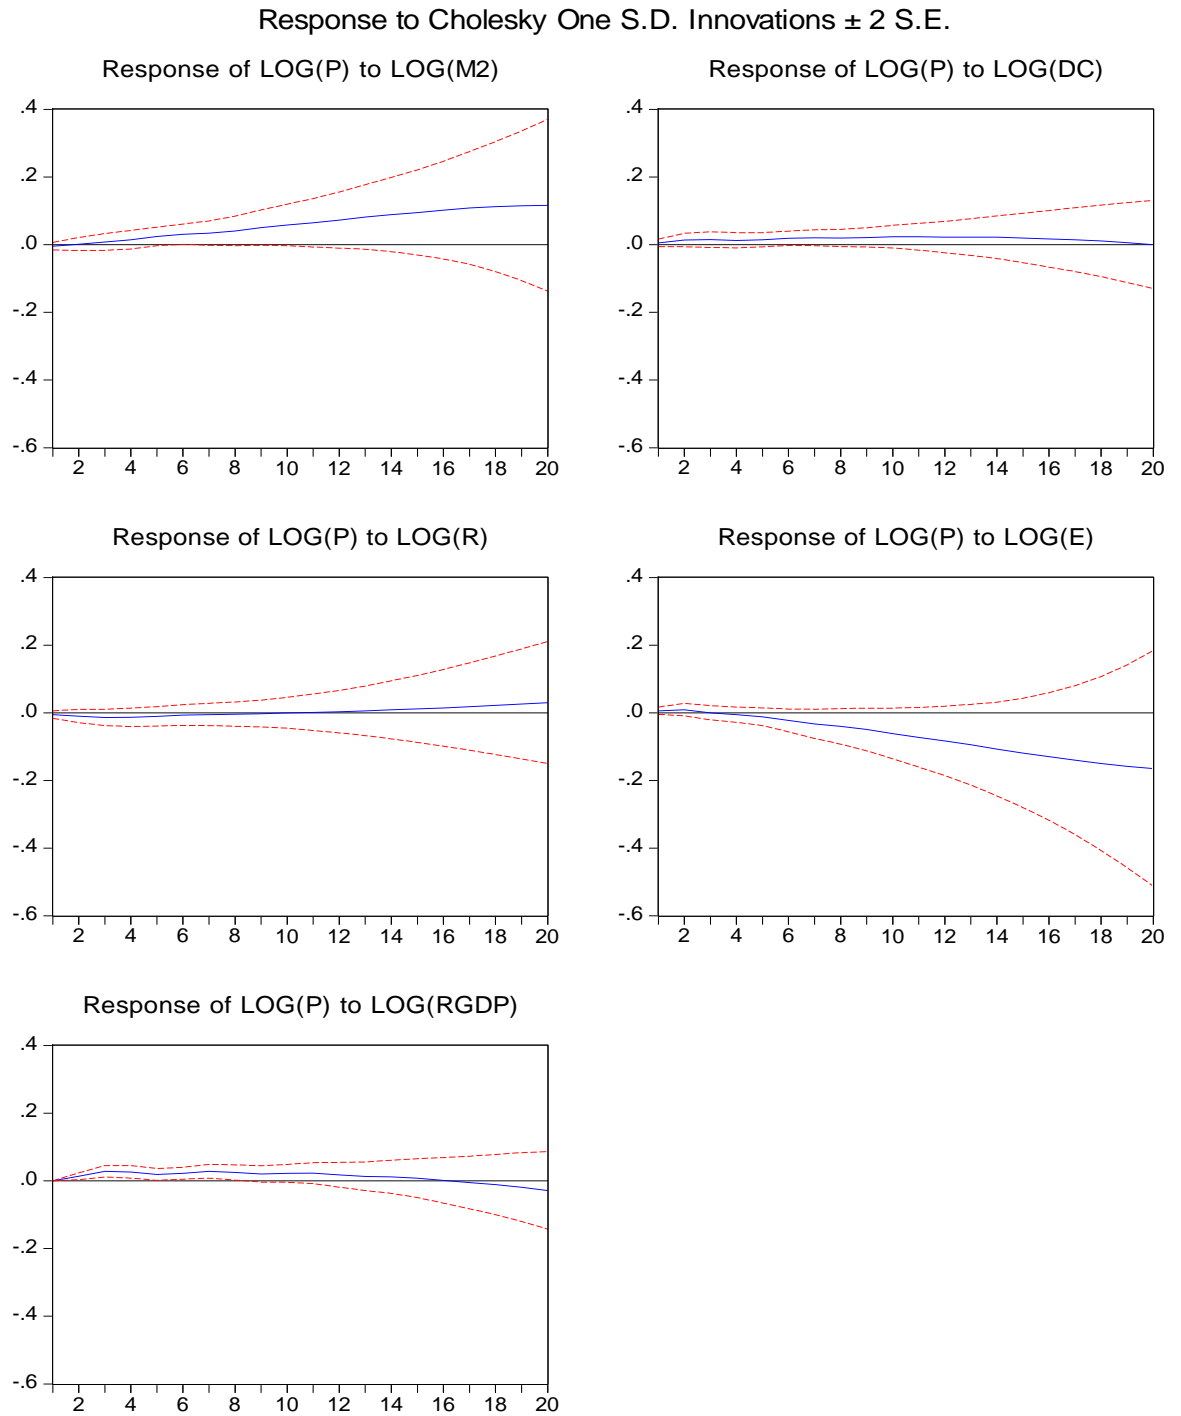 Response to Cholesky One S.D. Innovations ± 2 S.E.
Response of LOG(P) to LOG(M2)
.4
.2
.0
-.2
-.4
-.6
2 4 6 8 10 12 14 16 18 20
Response of LOG(P) to LOG(DC)
.4
.2
.0
-.2
-.4
-.6
2 4 6 8 10 12 14 16 18 20
Response of LOG(P) to LOG(R)
.4
.2
.0
-.2
-.4
-.6
2 4 6 8 10 12 14 16 18 20
Response of LOG(P) to LOG(E)
.4
.2
.0
-.2
-.4
-.6
2 4 6 8 10 12 14 16 18 20
Response of LOG(P) to LOG(RGDP)
.4
.2
.0
-.2
-.4
-.6
2 4 6 8 10 12 14 16 18 20